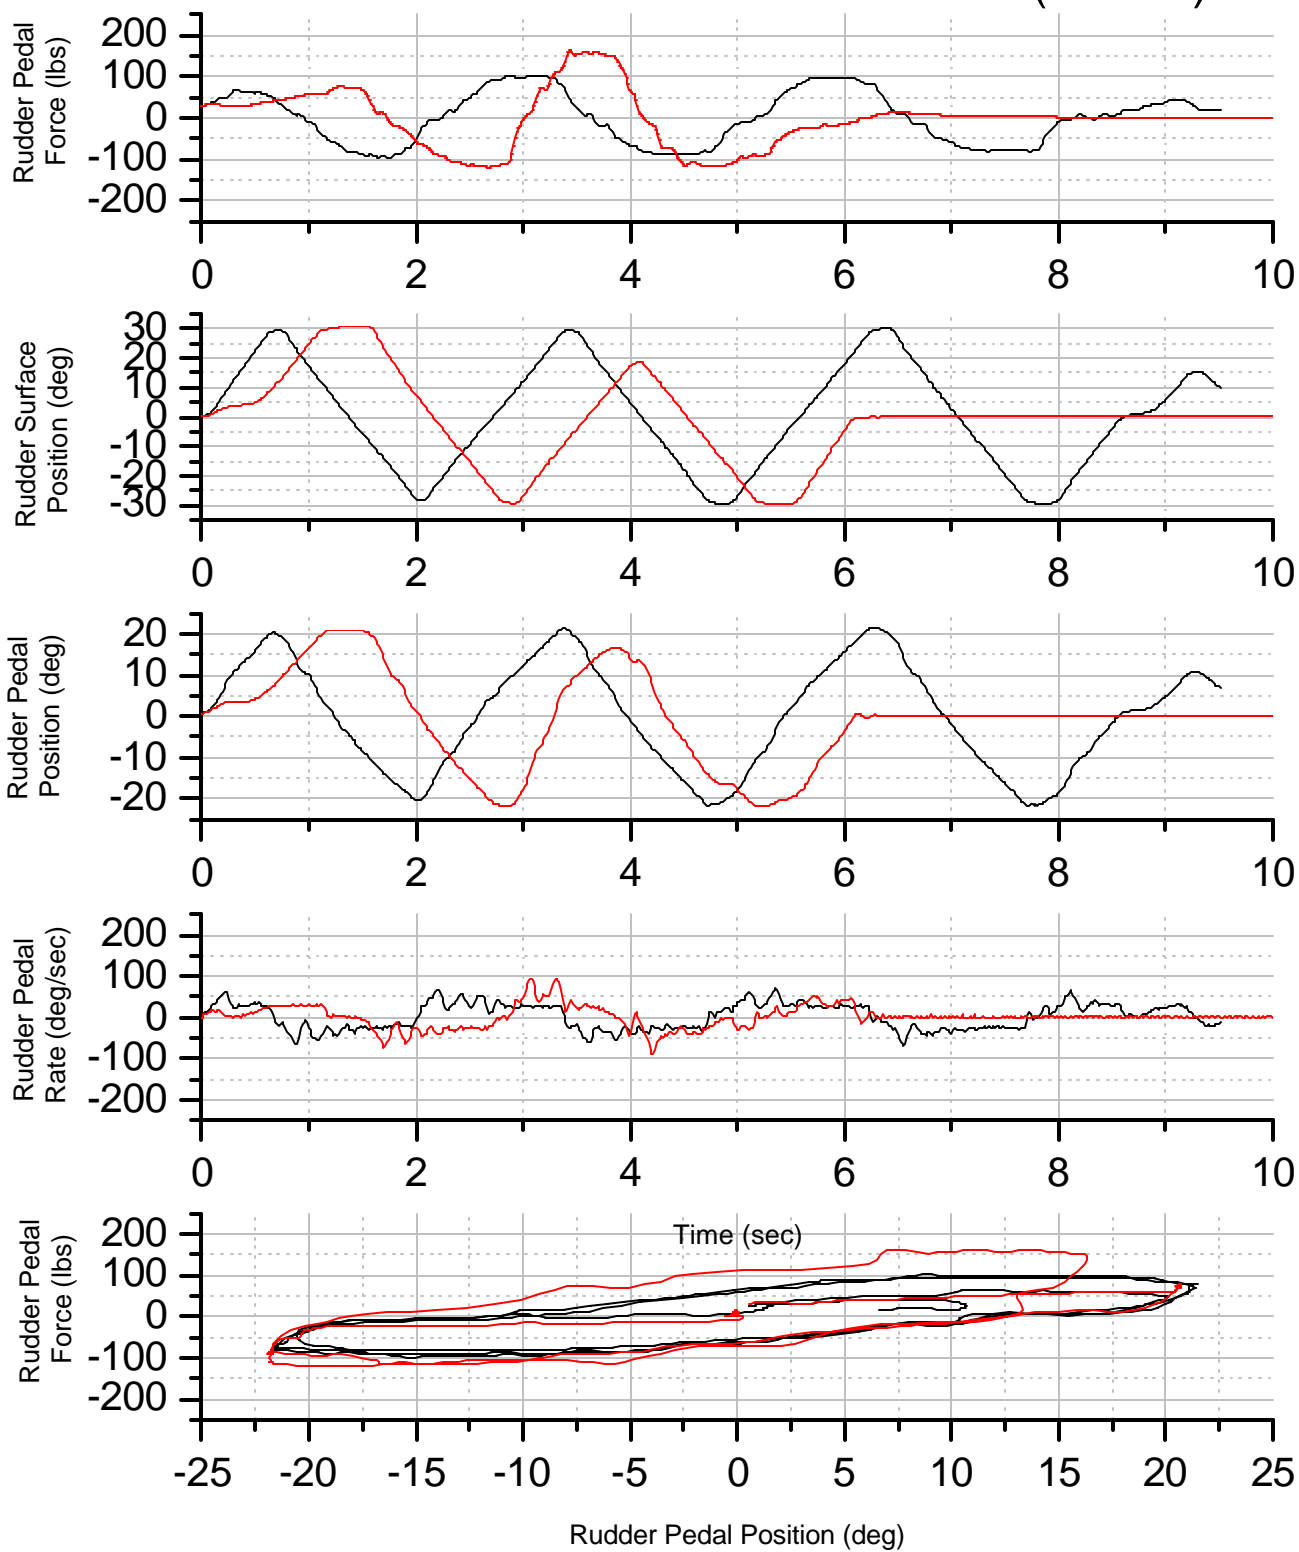 Rudder Pedal
Force (lbs)
200
100
0
-100
-200
0 2 4 6 8 10
Rudder Surface
Position (deg)
30
20
10
0
-10
-20
-30
0 2 4 6 8 10
Rudder Pedal
Position (deg)
20
10
0
-10
-20
0 2 4 6 8 10
Rudder Pedal
Rate (deg/sec)
200
100
0
-100
-200
0 2 4 6 8 10
Time (sec)
Rudder Pedal
Force (lbs)
200
100
0
-100
-200
-25 -20 -15 -10 -5 0 5 10 15 20 25
Rudder Pedal Position (deg)